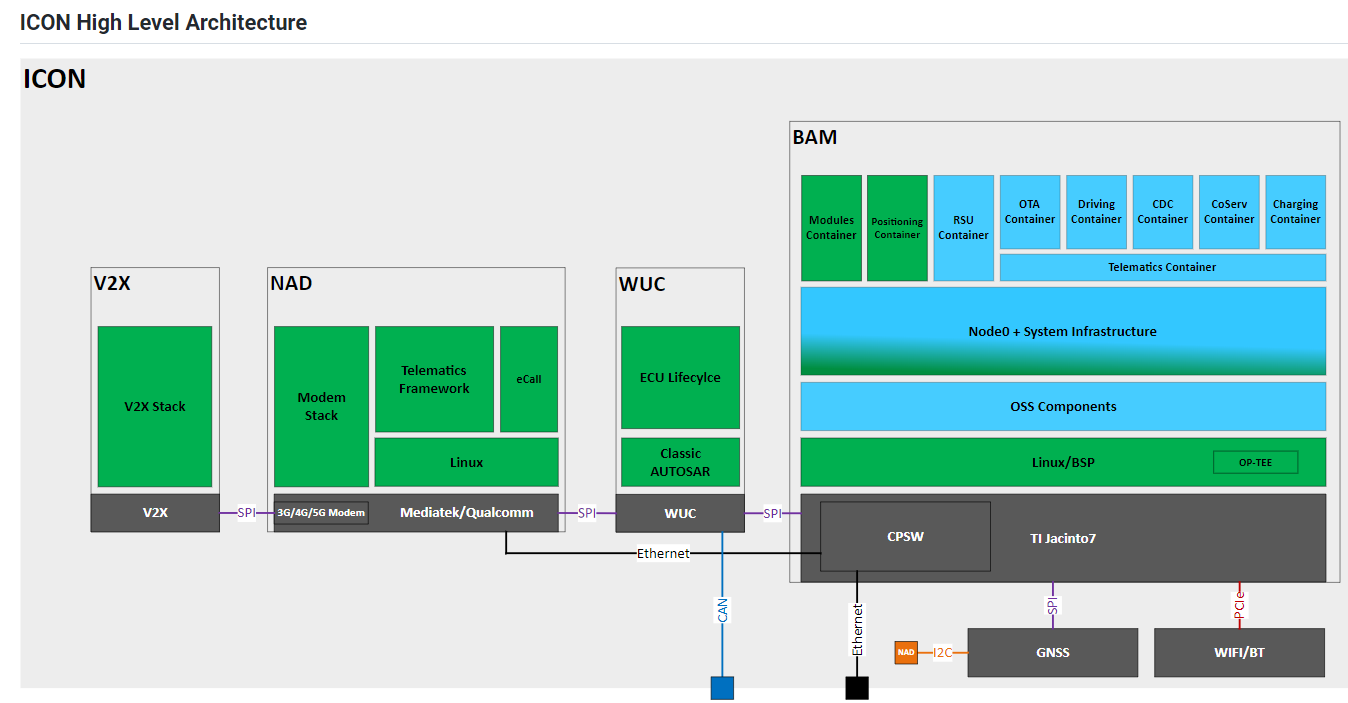 ICON High Level Architecture
ICON
BAM
Modules
Container
Positioning
Container
RSU
Container
OTA
Container
Driving
Container
CDC
Container
CoServ
Container
Charging
Container
Telematics Container
Node0 + System Infrastructure
OSS Components
Linux/BSP
OP-TEE
V2X
V2X Stack
V2X
SPI
NAD
Modem
Stack
Telematics
Framework
eCall
Linux
3G/4G/5G Modem
Mediatek/Qualcomm
SPI
WUC
ECU Lifecylce
Classic
AUTOSAR
WUC
SPI
CPSW
TI Jacinto7
Ethernet
CAN
Ethernet
SPI
PCIe
NAD
I2C
GNSS
WIFI/BT